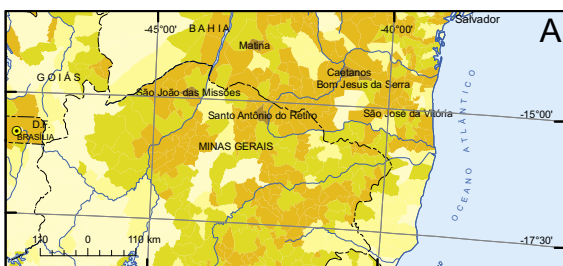 -45°00'
BAHIA
-40°00'
Salvador
A
Matina
GOIÁS
Caetanos
Bom Jesus da Serra
São João das Missões
Santo Antônio do Retiro
São José da Vitória
-15°00'
D.F.
BRASÍLIA
MINAS GERAIS
OCEANO ATLÂNTICO
110 0 110 km
-17°30'